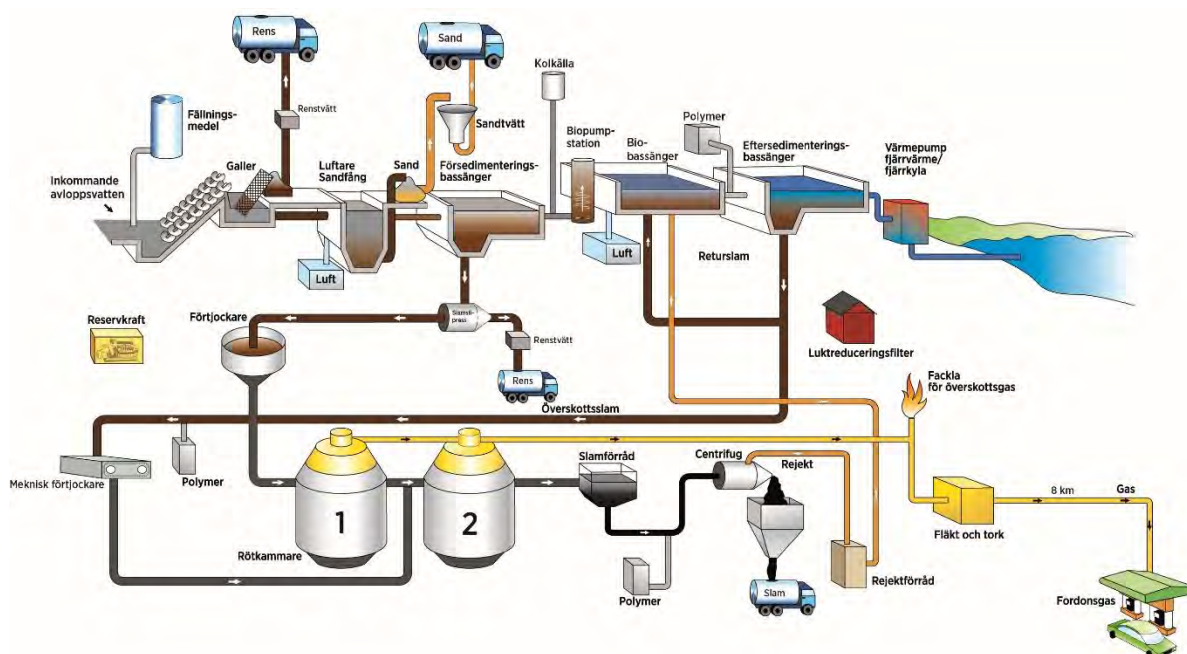 Rens
Sand
Kolkälla
Fällnings-
medel
Renstvätt
Sandtvätt
Biopump-
station
Polymer
Bio-
bassänger
Eftersedimenterings-
bassänger
Värmepump
fjärrvärme/
fjärrkyla
Galler
Luftare
Sandfång
Sand
Försedimenterings-
bassänger
Inkommande
avloppsvatten
Luft
Luft
Returslam
Reservkraft
Förtjockare
Renstvätt
Rens
Luktreduceringsfilter
Fackla
för överskottsgas
Överskottsslam
Meknisk förtjockare
Polymer
1
2
Rötkammare
Slamförråd
Centrifug
Rejekt
8 km
Gas
Fläkt och tork
Polymer
Slam
Rejektförråd
Fordonsgas